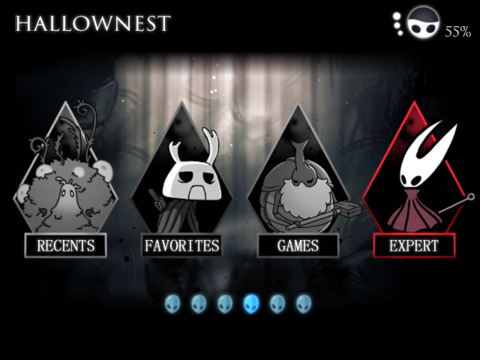 HALLOWNEST
55%
RECENTS
FAVORITES
GAMES
EXPERT